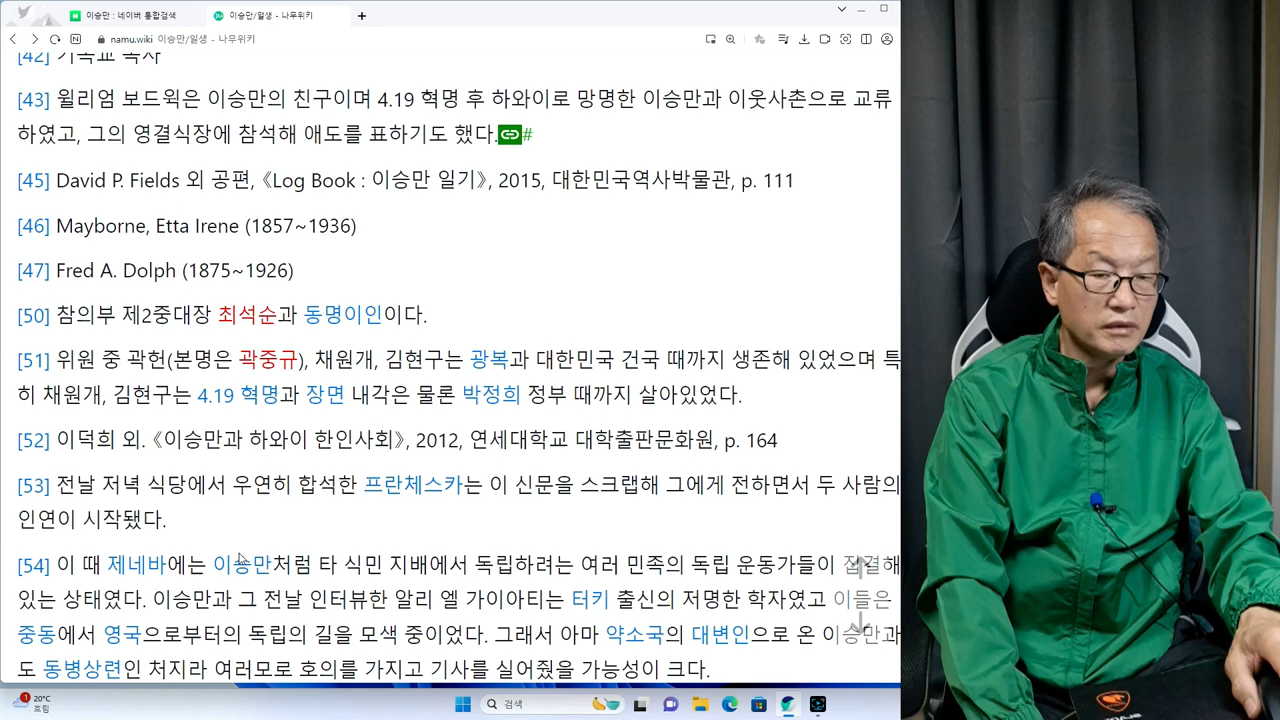 이승만 : 네이버 통합검색
이승만/일생 - 나무위키
namu.wiki 이승만/일생 - 나무위키
[42] 기독교 목사
[43] 윌리엄 보드윅은 이승만의 친구이며 4.19 혁명 후 하와이로 망명한 이승만과 이웃사촌으로 교류
하였고, 그의 영결식장에 참석해 애도를 표하기도 했다.#
[45] David P. Fields 외 공편, 《Log Book : 이승만 일기》, 2015, 대한민국역사박물관, p. 111
[46] Mayborne, Etta Irene (1857~1936)
[47] Fred A. Dolph (1875~1926)
[50] 참의부 제2중대장 최석순과 동명이인이다.
[51] 위원 중 곽헌(본명은 곽중규), 채원개, 김현구는 광복과 대한민국 건국 때까지 생존해 있었으며 특
히 채원개, 김현구는 4.19 혁명과 장면 내각은 물론 박정희 정부 때까지 살아있었다.
[52] 이덕희 외. 《이승만과 하와이 한인사회》, 2012, 연세대학교 대학출판문화원, p. 164
[53] 전날 저녁 식당에서 우연히 합석한 프란체스카는 이 신문을 스크랩해 그에게 전하면서 두 사람의
인연이 시작됐다.
[54] 이 때 제네바에는 이승만처럼 타 식민 지배에서 독립하려는 여러 민족의 독립 운동가들이 집결해
있는 상태였다. 이승만과 그 전날 인터뷰한 알리 엘 가이아티는 터키 출신의 저명한 학자였고 이들은
중동에서 영국으로부터의 독립의 길을 모색 중이었다. 그래서 아마 약소국의 대변인으로 온 이승만과
도 동병상련인 처지라 여러모로 호의를 가지고 기사를 실어줬을 가능성이 크다.
1
20°C
흐림
검색